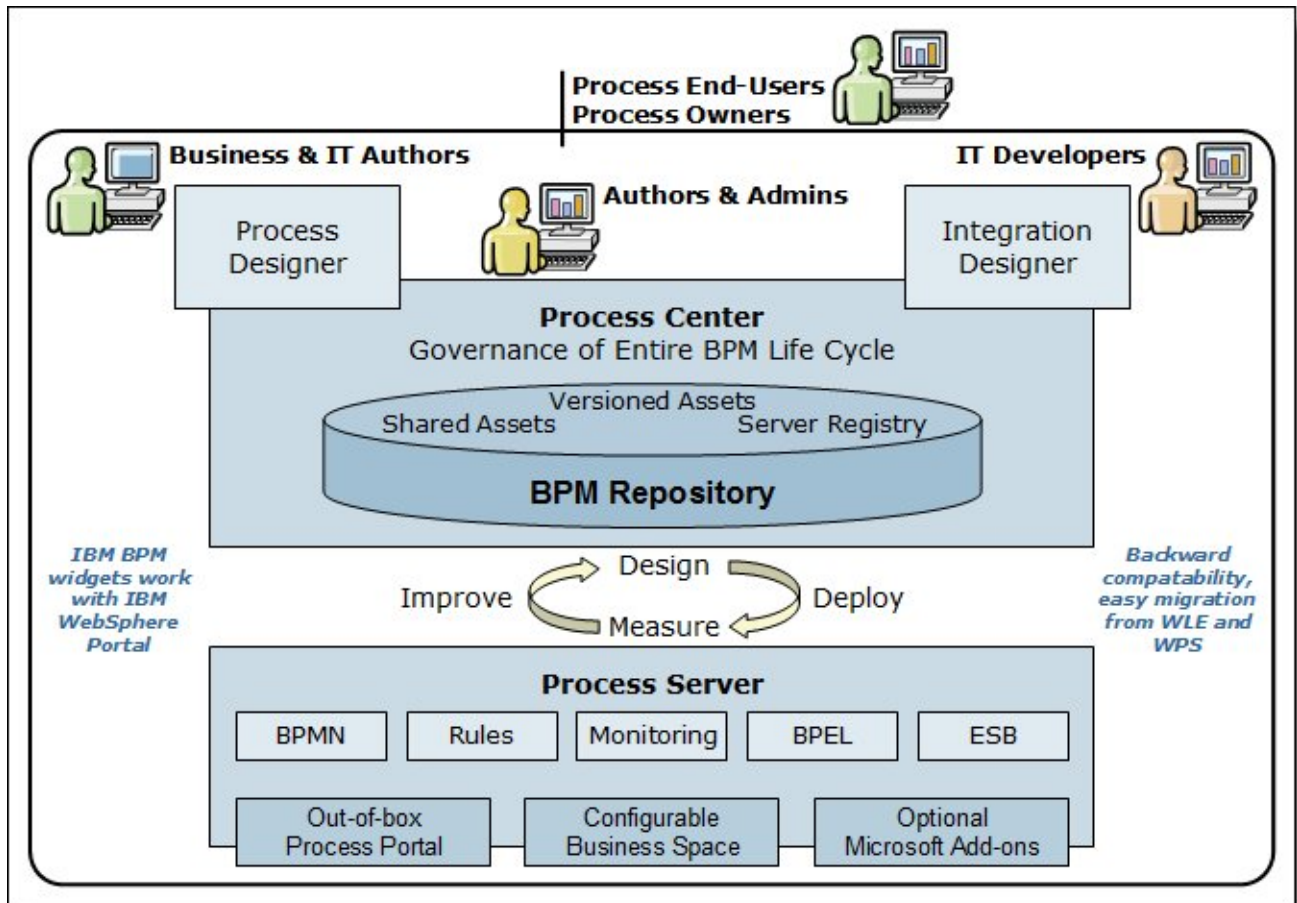 Process End-Users
Process Owners
Business & IT Authors
IT Developers
Authors & Admins
Process
Designer
Integration
Designer
Process Center
Governance of Entire BPM Life Cycle
Versioned Assets
Shared Assets
Server Registry
BPM Repository
IBM BPM
widgets work
with IBM
WebSphere
Portal
Design
Improve
Deploy
Measure
Backward
compatability,
easy migration
from WLE and
WPS
Process Server
BPMN
Rules
Monitoring
BPEL
ESB
Out-of-box
Process Portal
Configurable
Business Space
Optional
Microsoft Add-ons